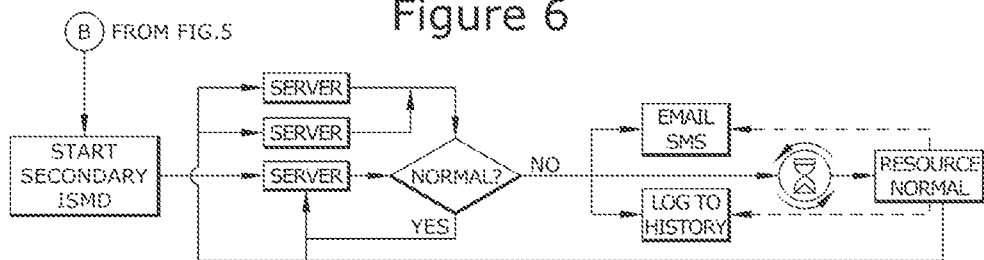 Figure 6
B FROM FIG.5
START
SECONDARY
ISMD
SERVER
SERVER
SERVER
NORMAL?
YES
NO
EMAIL
SMS
LOG TO
HISTORY
RESOURCE
NORMAL